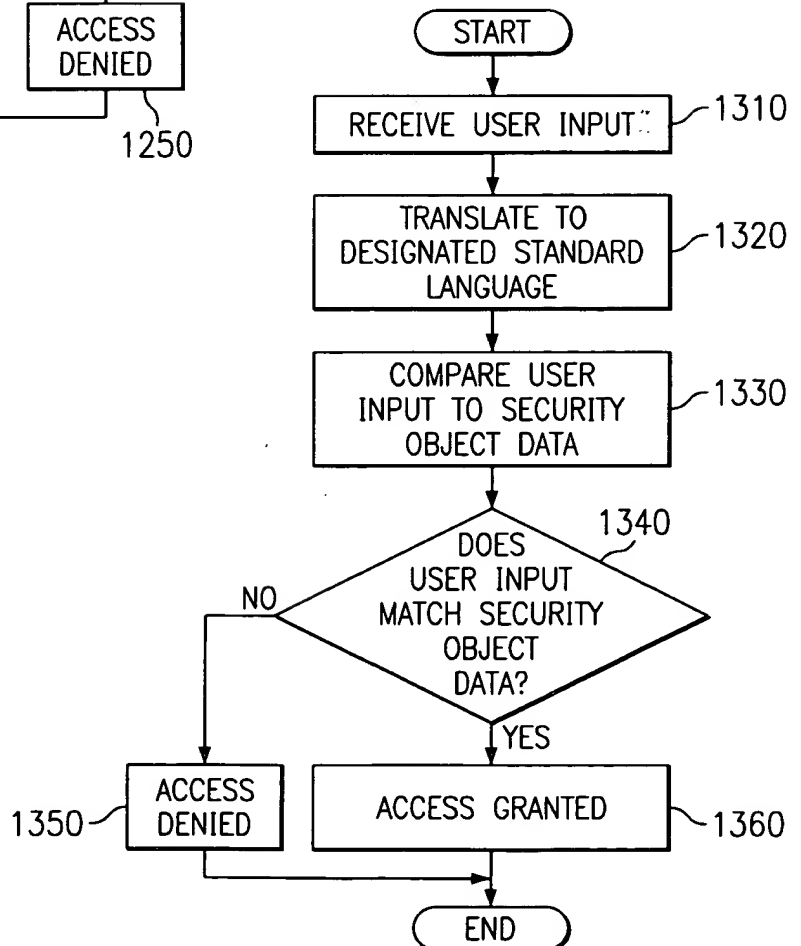 ACCESS
DENIED
1250
START
RECEIVE USER INPUT
1310
TRANSLATE TO
DESIGNATED STANDARD
LANGUAGE
1320
COMPARE USER
INPUT TO SECURITY
OBJECT DATA
1330
1340
DOES
USER INPUT
MATCH SECURITY
OBJECT
DATA?
NO
YES
ACCESS
DENIED
1350
ACCESS GRANTED
1360
END